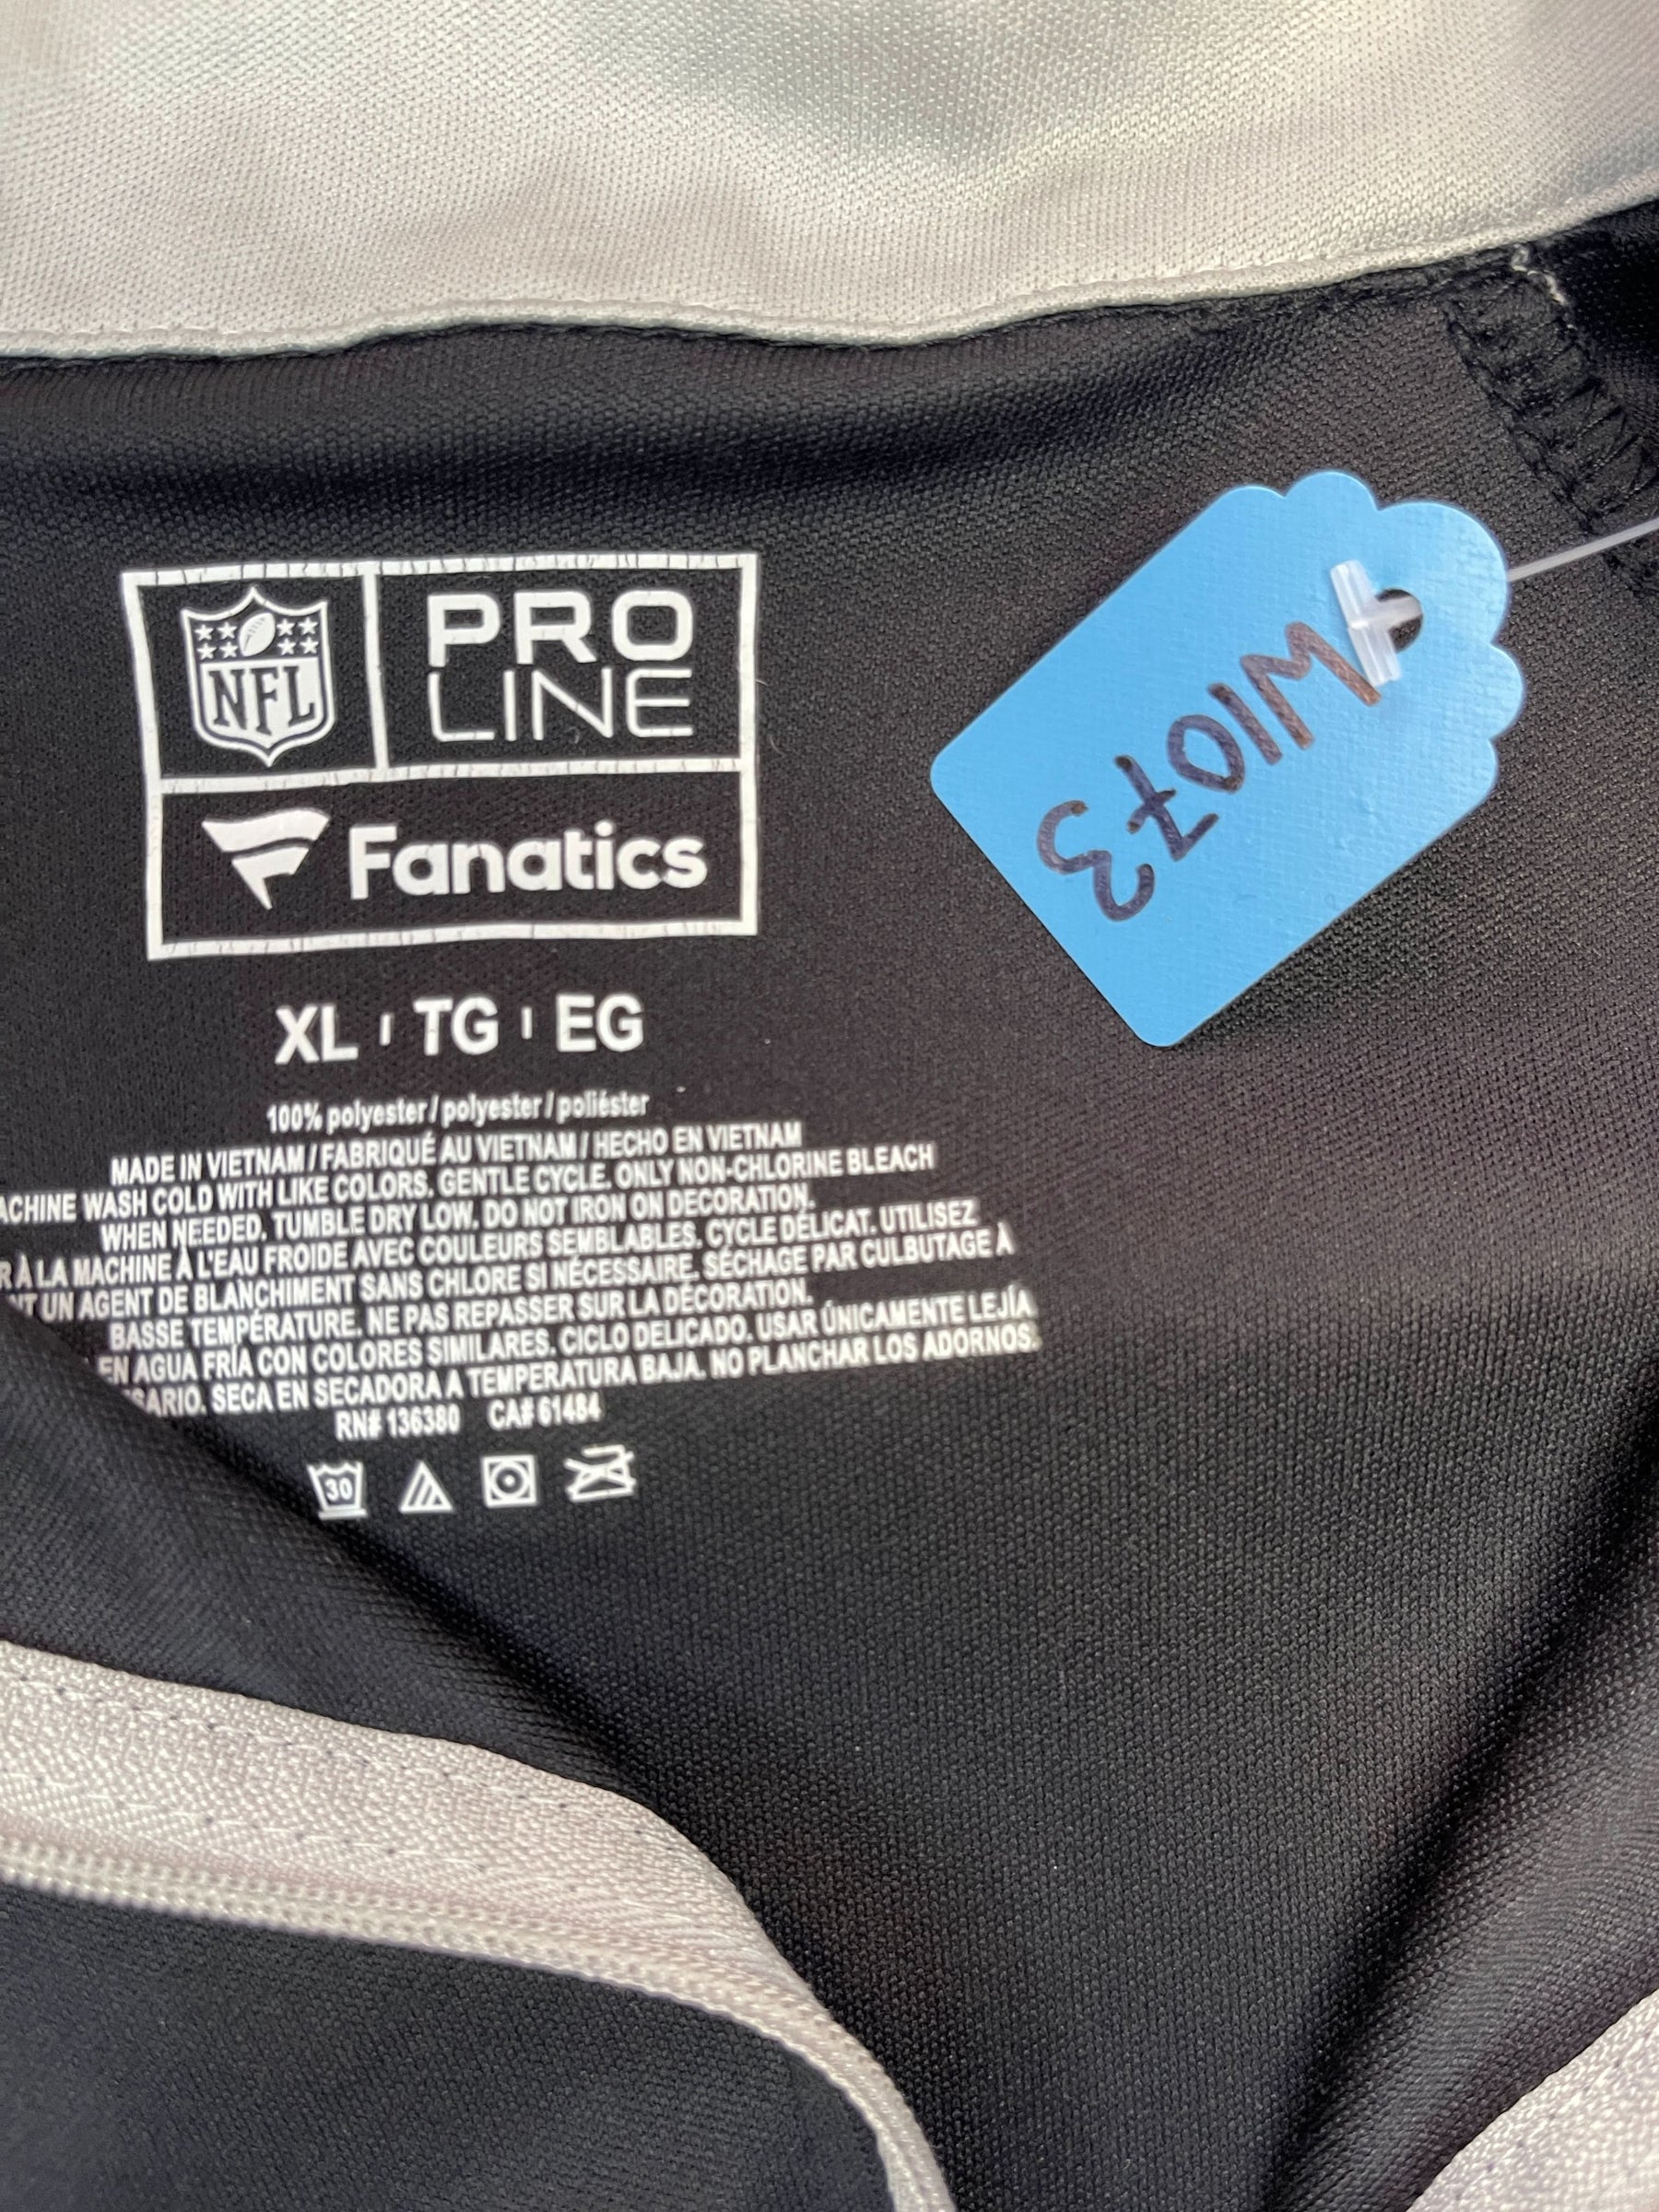 NFL
PRO
LINE
Fanatics
XL | TG | EG
100% polyester / polyester / poliéster
MADE IN VIETNAM / FABRIQUÉ AU VIETNAM / HECHO EN VIETNAM
ACHINE WASH COLD WITH LIKE COLORS. GENTLE CYCLE. ONLY NON-CHLORINE BLEACH
WHEN NEEDED. TUMBLE DRY LOW. DO NOT IRON ON DECORATION.
R À LA MACHINE À L'EAU FROIDE AVEC COULEURS SEMBLABLES. CYCLE DÉLICAT. UTILISEZ
NT UN AGENT DE BLANCHIMENT SANS CHLORE SI NÉCESSAIRE. SÉCHAGE PAR CULBUTAGE À
BASSE TEMPÉRATURE. NE PAS REPASSER SUR LA DÉCORATION.
EN AGUA FRÍA CON COLORES SIMILARES. CICLO DELICADO. USAR ÚNICAMENTE LEJÍA
SARIO. SECA EN SECADORA A TEMPERATURA BAJA. NO PLANCHAR LOS ADORNOS.
RN# 136380 CA# 61484
30
W1073